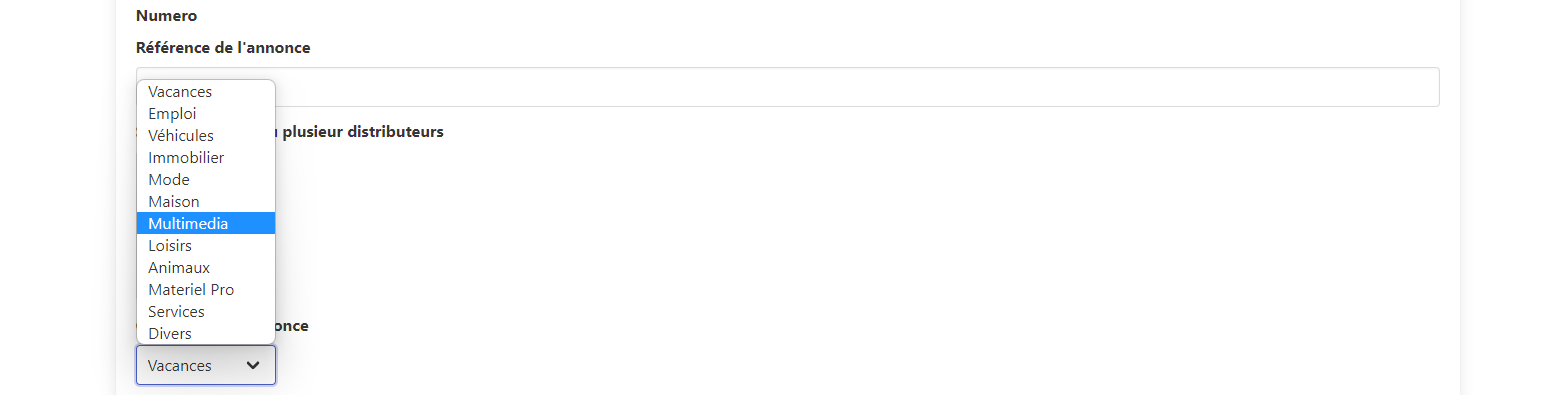 Numero
Référence de l'annonce
Vacances
Emploi
plusieur distributeurs
Véhicules
Immobilier
Mode
Maison
Multimedia
Loisirs
Animaux
Materiel Pro
Services
Divers
Vacances